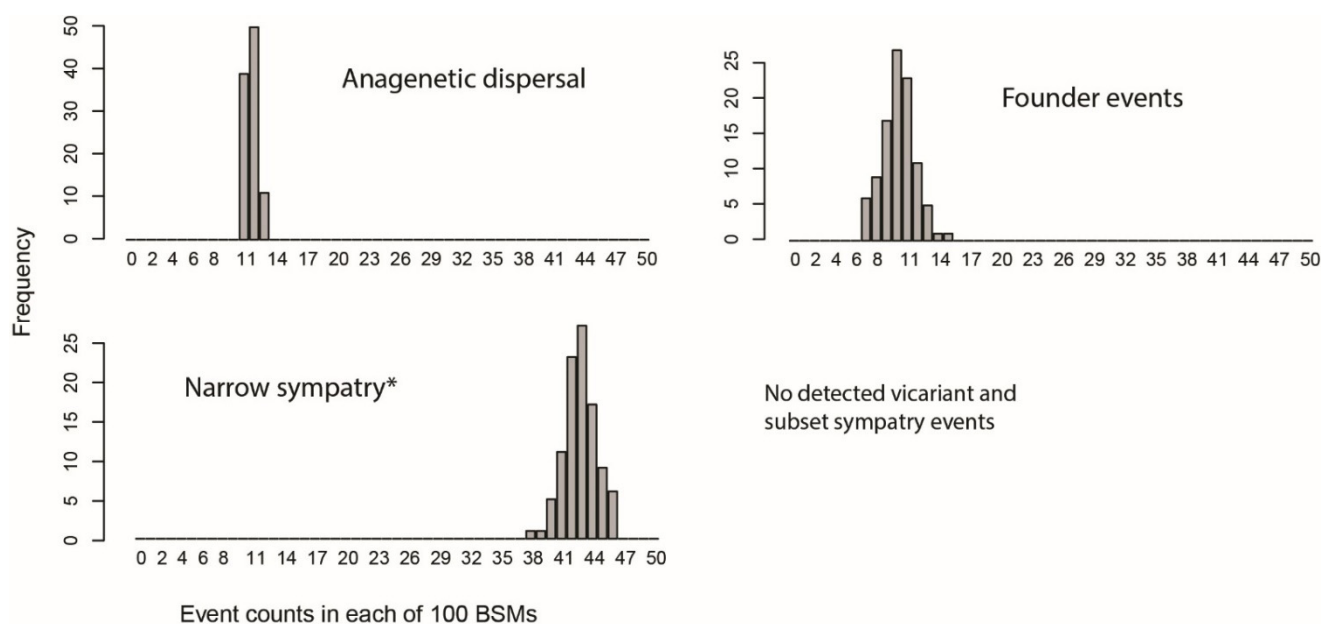 50
40
30
20
10
0
Anagenetic dispersal
0 2 4 6 8 11 14 17 20 23 26 29 32 35 38 41 44 47 50
25
20
15
10
5
0
Founder events
0 2 4 6 8 11 14 17 20 23 26 29 32 35 38 41 44 47 50
Frequency
25
20
15
10
5
0
Narrow sympatry*
0 2 4 6 8 11 14 17 20 23 26 29 32 35 38 41 44 47 50
No detected vicariant and
subset sympatry events
Event counts in each of 100 BSMs